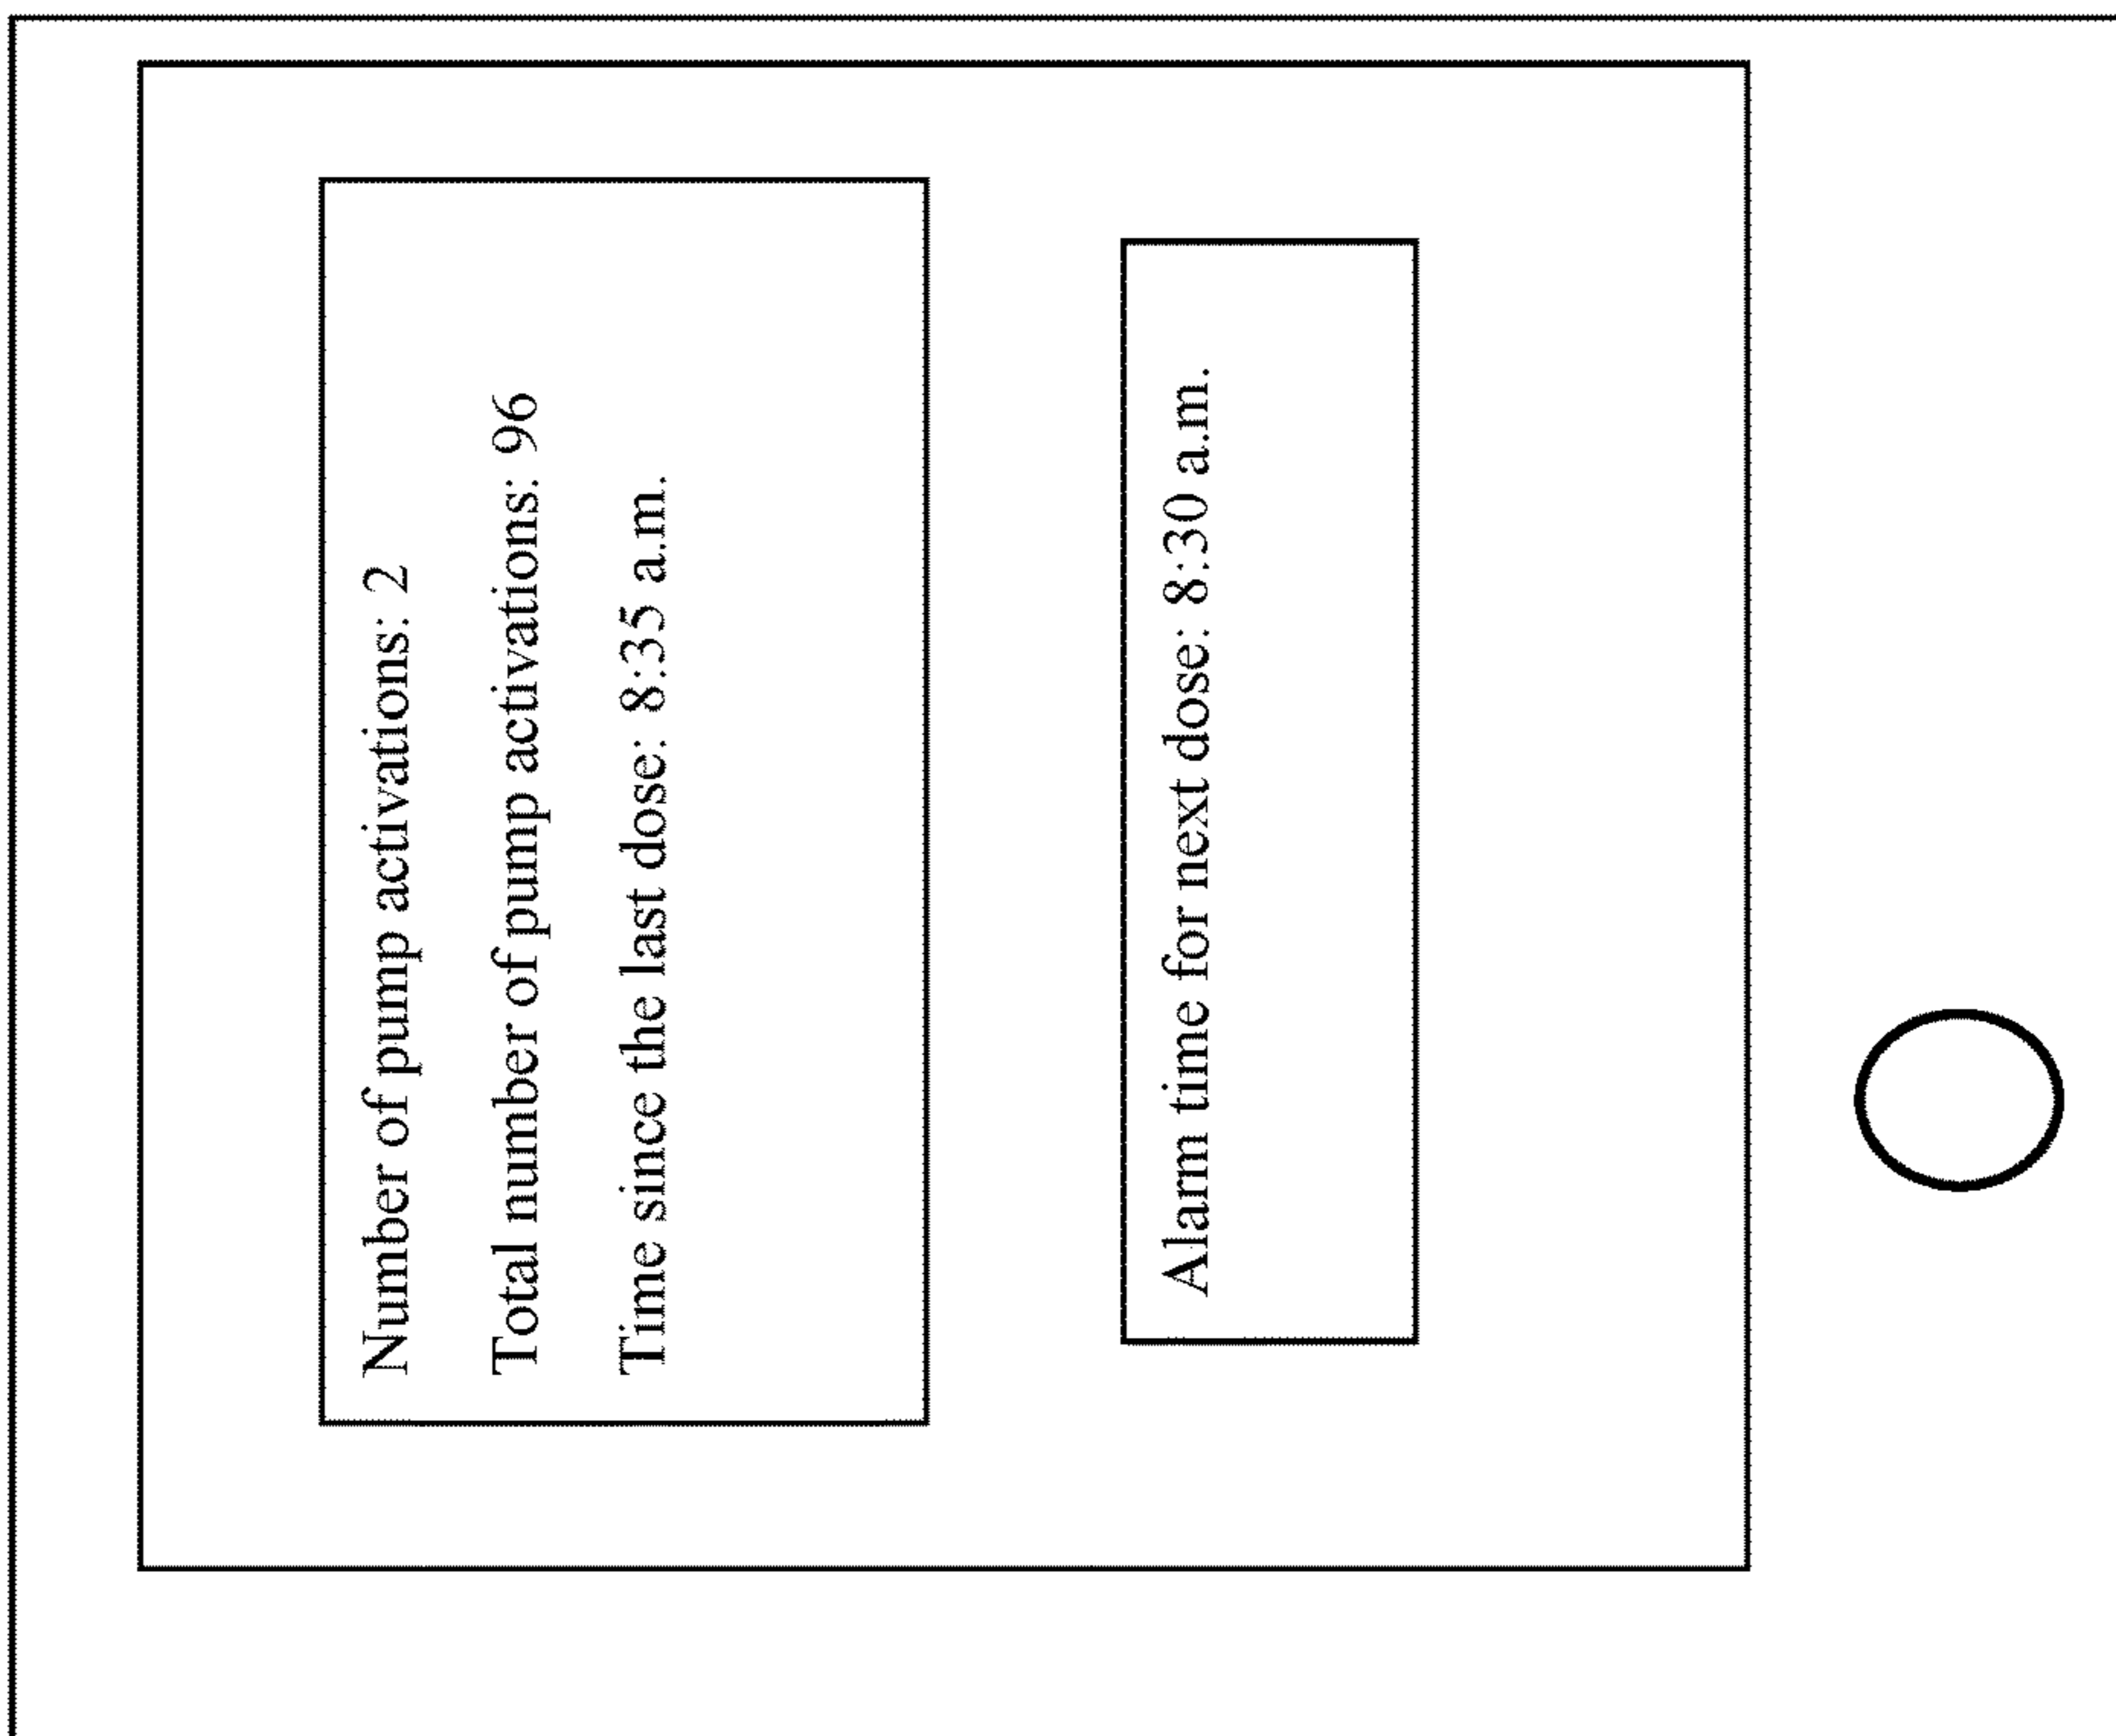 Number of pump activations: 2
Total number of pump activations: 96
Time since the last dose: 8:35 a.m.
Alarm time for next dose: 8:30 a.m.